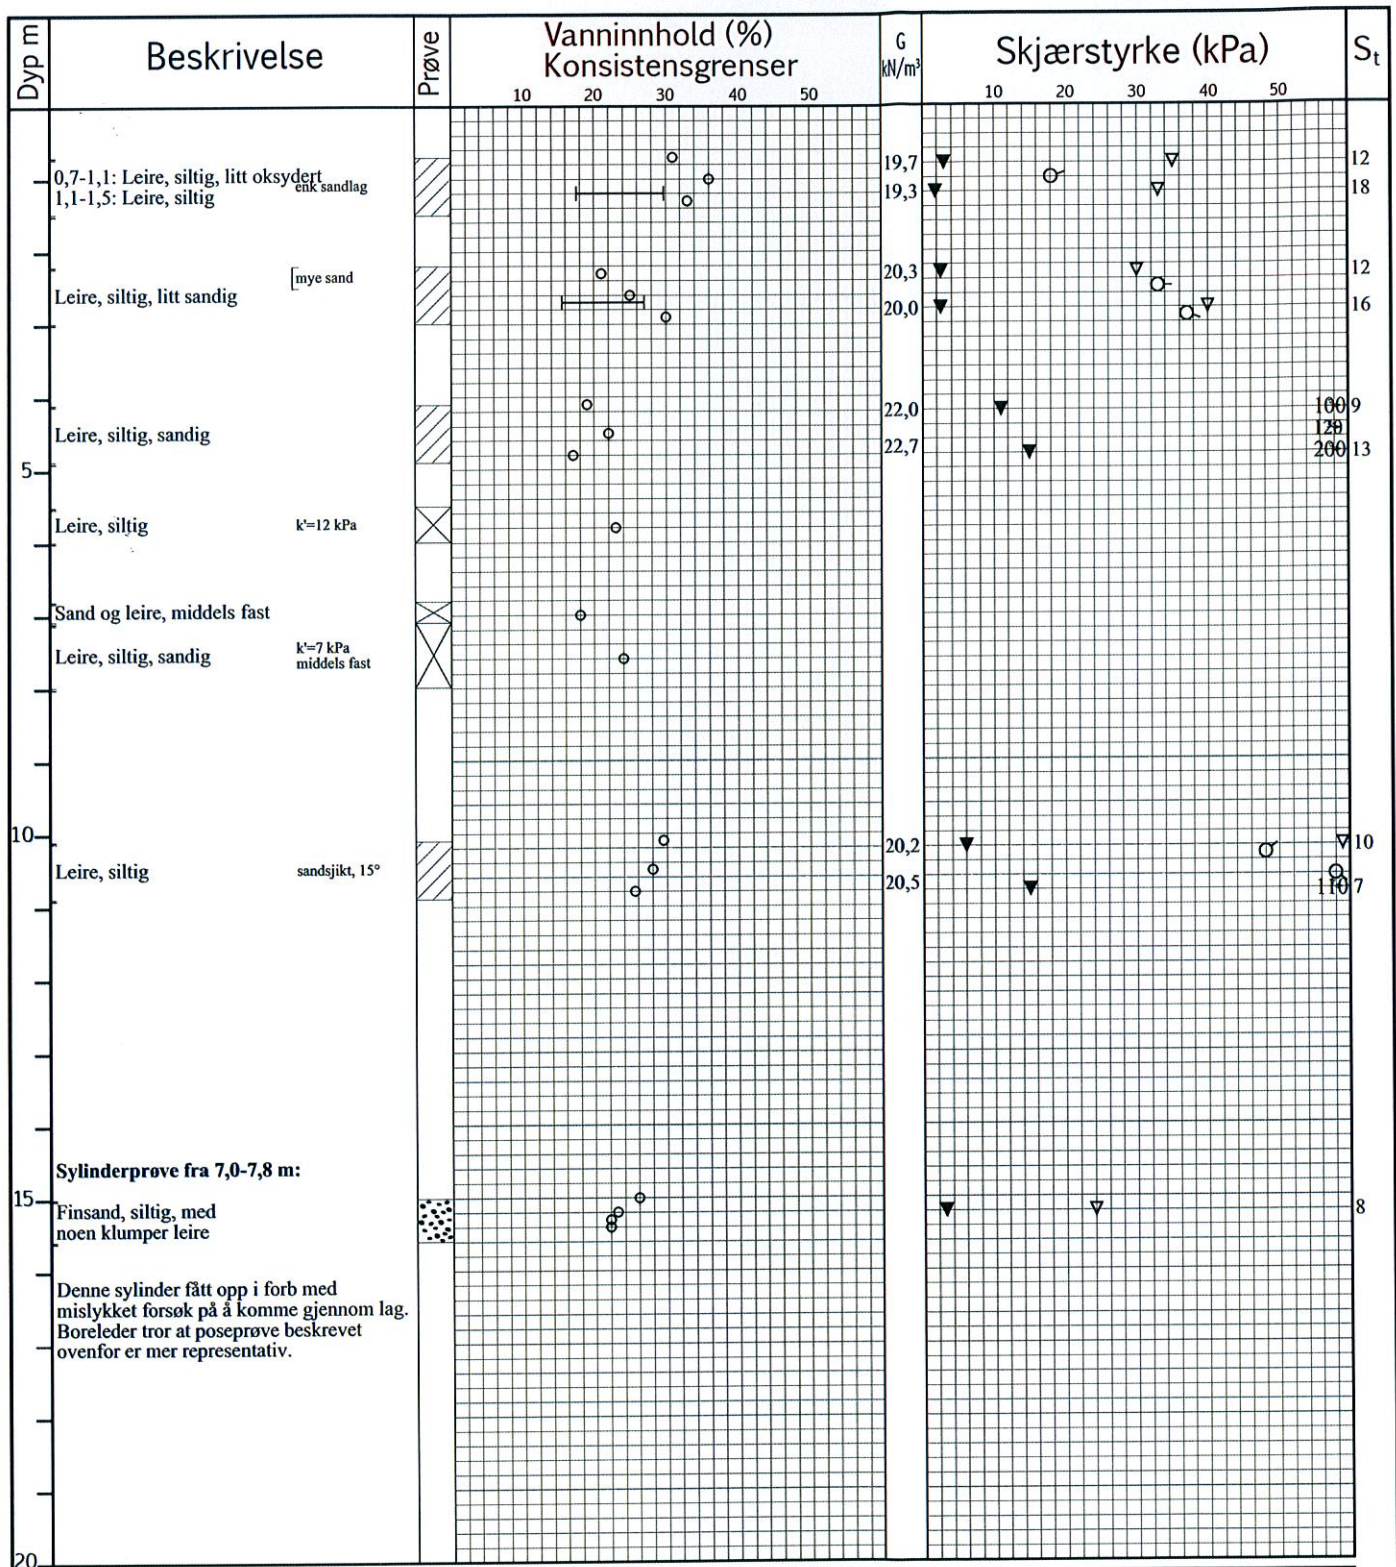 Dyp m
Beskrivelse
Prøve
Vanninnhold (%)
Konsistensgrenser
10 20 30 40 50
G
kN/m³
Skjærstyrke (kPa)
10 20 30 40 50
St
0,7-1,1: Leire, siltig, litt oksydert
enk sandlag
1,1-1,5: Leire, siltig
19,7
12
19,3
18
mye sand
Leire, siltig, litt sandig
20,3
12
20,0
16
Leire, siltig, sandig
22,0
100 9
120
22,7
200 13
5
Leire, siltig
k'=12 kPa
Sand og leire, middels fast
Leire, siltig, sandig
k'=7 kPa
middels fast
10
Leire, siltig
sandsjikt, 15°
20,2
10
20,5
110 7
Sylinderprøve fra 7,0-7,8 m:
15
Finsand, siltig, med
noen klumper leire
8
Denne sylinder fått opp i forb med
mislykket forsøk på å komme gjennom lag.
Boreleder tror at poseprøve beskrevet
ovenfor er mer representativ.
20